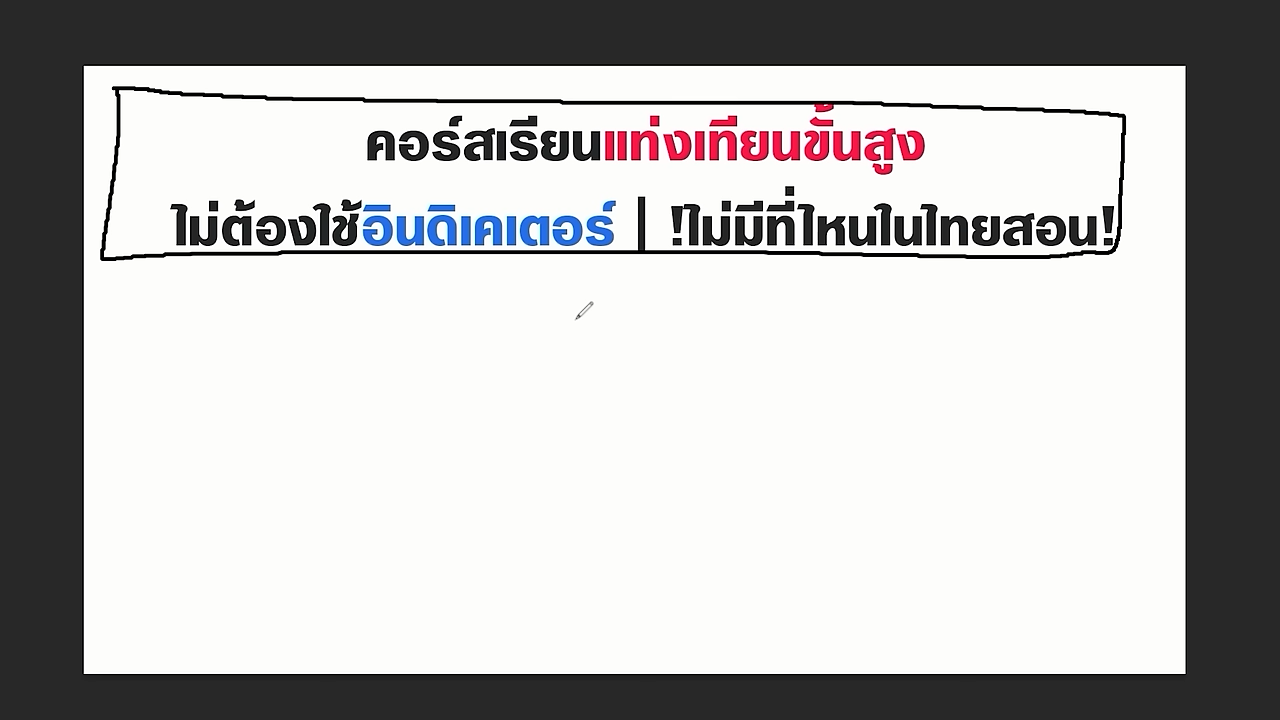 คอร์สเรียนแท่งเทียนขั้นสูง
ไม่ต้องใช้อินดิเคเตอร์ | !ไม่มีที่ไหนในไทยสอน!